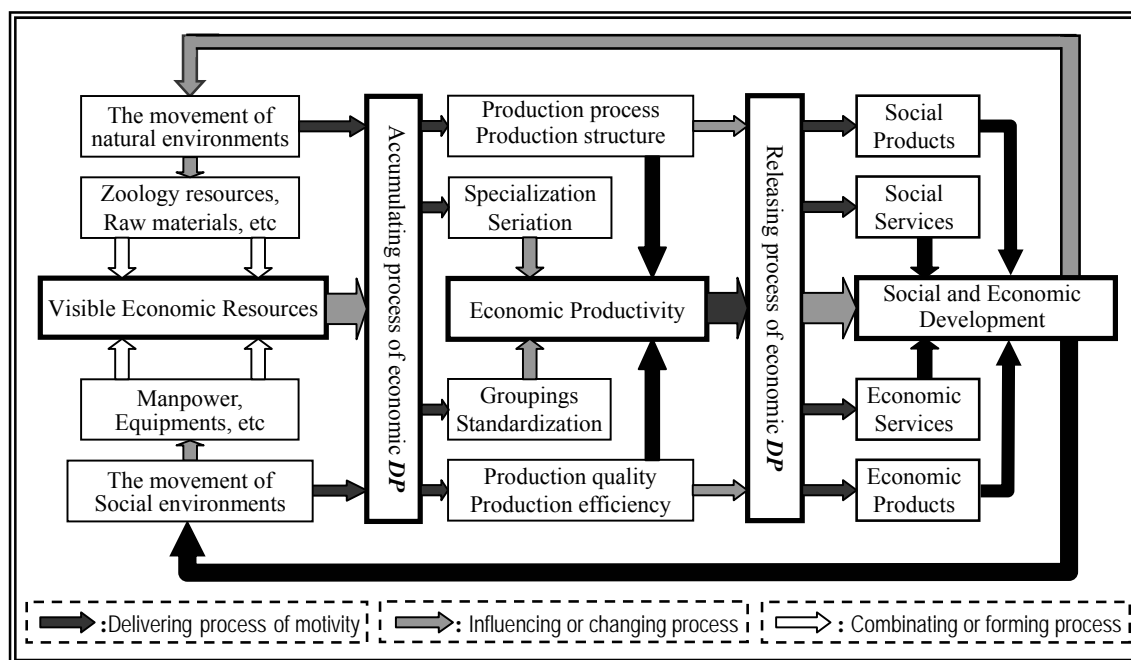 The movement of
natural environments
Zoology resources,
Raw materials, etc
Visible Economic Resources
Manpower,
Equipments, etc
The movement of
Social environments
Accumulating process of economic DP
Production process
Production structure
Specialization
Seriation
Economic Productivity
Groupings
Standardization
Production quality
Production efficiency
Releasing process of economic DP
Social
Products
Social
Services
Social and Economic
Development
Economic
Services
Economic
Products
: Delivering process of motivity
: Influencing or changing process
: Combinating or forming process